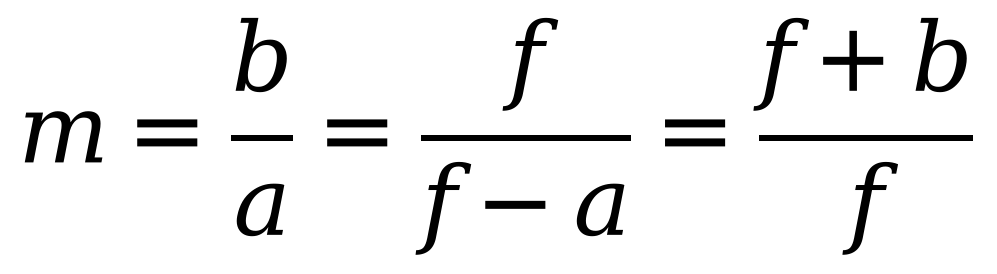 m = b/a = f/(f − a) = (f + b)/f